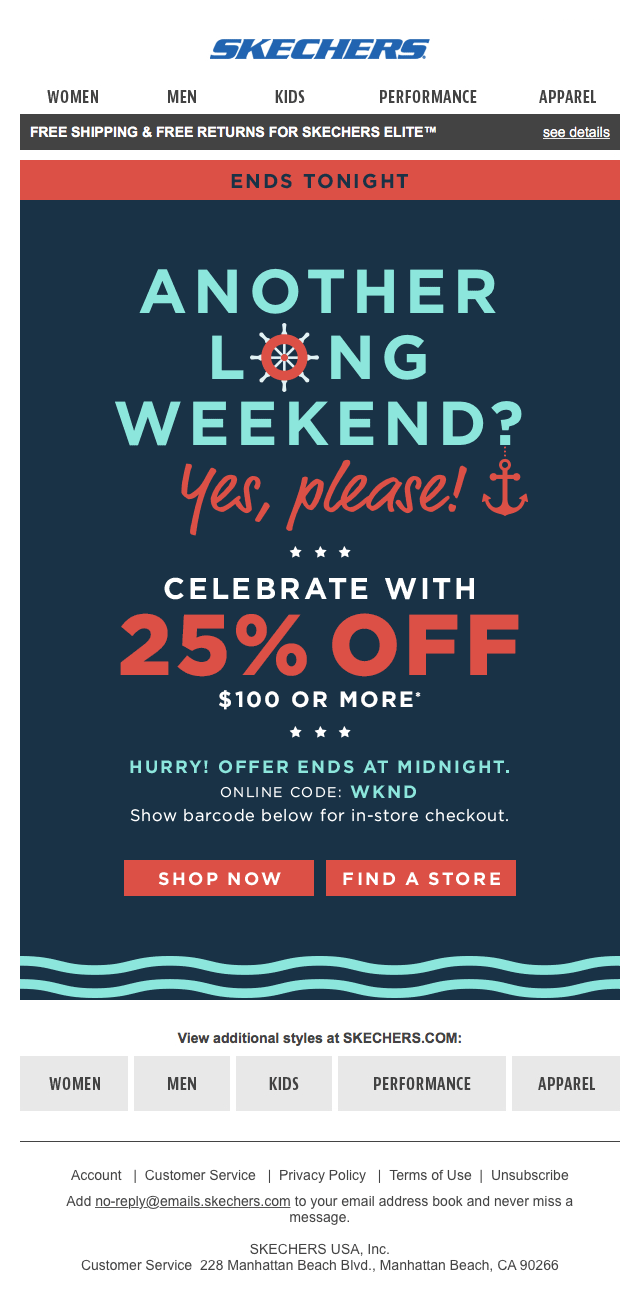 SKECHERS
WOMEN MEN KIDS PERFORMANCE APPAREL
FREE SHIPPING & FREE RETURNS FOR SKECHERS ELITE™ see details
ENDS TONIGHT
ANOTHER
LONG
WEEKEND?
Yes, please!
CELEBRATE WITH
25% OFF
$100 OR MORE*
HURRY! OFFER ENDS AT MIDNIGHT.
ONLINE CODE: WKND
Show barcode below for in-store checkout.
SHOP NOW FIND A STORE
View additional styles at SKECHERS.COM:
WOMEN MEN KIDS PERFORMANCE APPAREL
Account | Customer Service | Privacy Policy | Terms of Use | Unsubscribe
Add no-reply@emails.skechers.com to your email address book and never miss a
message.
SKECHERS USA, Inc.
Customer Service 228 Manhattan Beach Blvd., Manhattan Beach, CA 90266